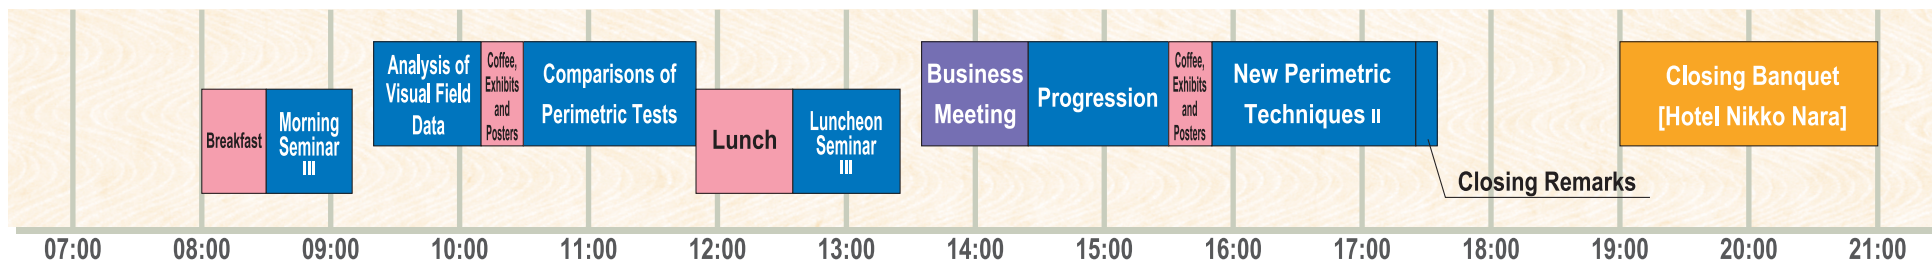 Breakfast
Morning
Seminar
III
Analysis of
Visual Field
Data
Coffee,
Exhibits
and
Posters
Comparisons of
Perimetric Tests
Lunch
Luncheon
Seminar
III
Business
Meeting
Progression
Coffee,
Exhibits
and
Posters
New Perimetric
Techniques II
Closing Remarks
Closing Banquet
[Hotel Nikko Nara]
07:00 08:00 09:00 10:00 11:00 12:00 13:00 14:00 15:00 16:00 17:00 18:00 19:00 20:00 21:00